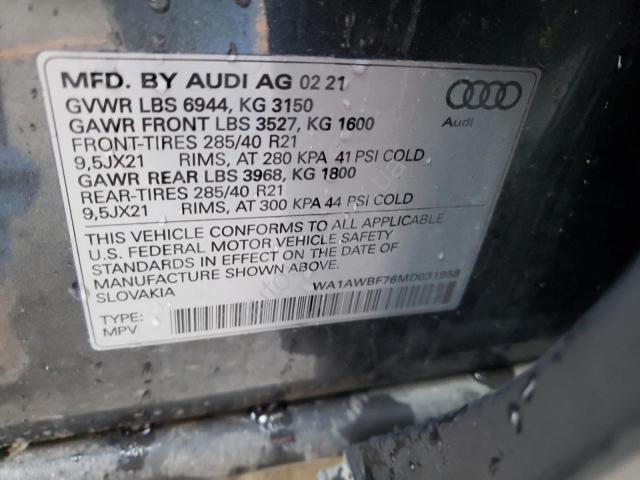 MFD. BY AUDI AG 02 21
GVWR LBS 6944, KG 3150
GAWR FRONT LBS 3527, KG 1600
FRONT-TIRES 285/40 R21
9,5JX21 RIMS, AT 280 KPA 41 PSI COLD
GAWR REAR LBS 3968, KG 1800
REAR-TIRES 285/40 R21
9,5JX21 RIMS, AT 300 KPA 44 PSI COLD
THIS VEHICLE CONFORMS TO ALL APPLICABLE
U.S. FEDERAL MOTOR VEHICLE SAFETY
STANDARDS IN EFFECT ON THE DATE OF
MANUFACTURE SHOWN ABOVE.
SLOVAKIA
WA1AWBF76MD031958
TYPE:
MPV
Audi